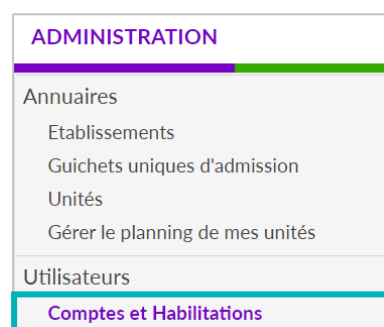 ADMINISTRATION
Annuaires
Etablissements
Guichets uniques d'admission
Unités
Gérer le planning de mes unités
Utilisateurs
Comptes et Habilitations